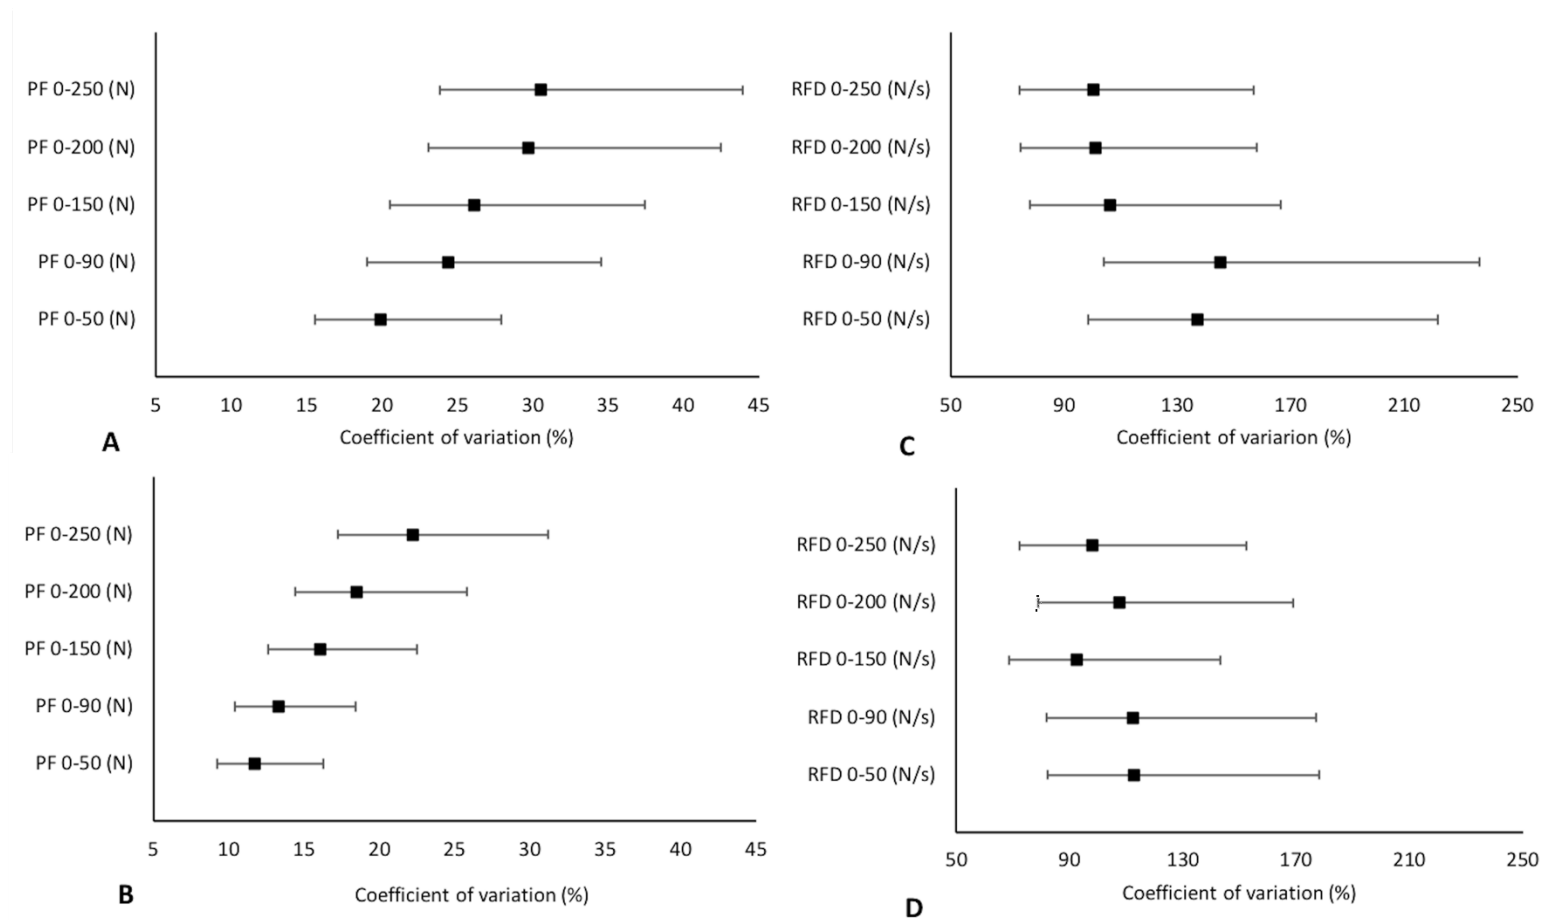 PF 0-250 (N)
PF 0-200 (N)
PF 0-150 (N)
PF 0-90 (N)
PF 0-50 (N)
5 10 15 20 25 30 35 40 45
Coefficient of variation (%)
A
RFD 0-250 (N/s)
RFD 0-200 (N/s)
RFD 0-150 (N/s)
RFD 0-90 (N/s)
RFD 0-50 (N/s)
50 90 130 170 210 250
Coefficient of variarion (%)
C
PF 0-250 (N)
PF 0-200 (N)
PF 0-150 (N)
PF 0-90 (N)
PF 0-50 (N)
5 10 15 20 25 30 35 40 45
Coefficient of variation (%)
B
RFD 0-250 (N/s)
RFD 0-200 (N/s)
RFD 0-150 (N/s)
RFD 0-90 (N/s)
RFD 0-50 (N/s)
50 90 130 170 210 250
Coefficient of variation (%)
D